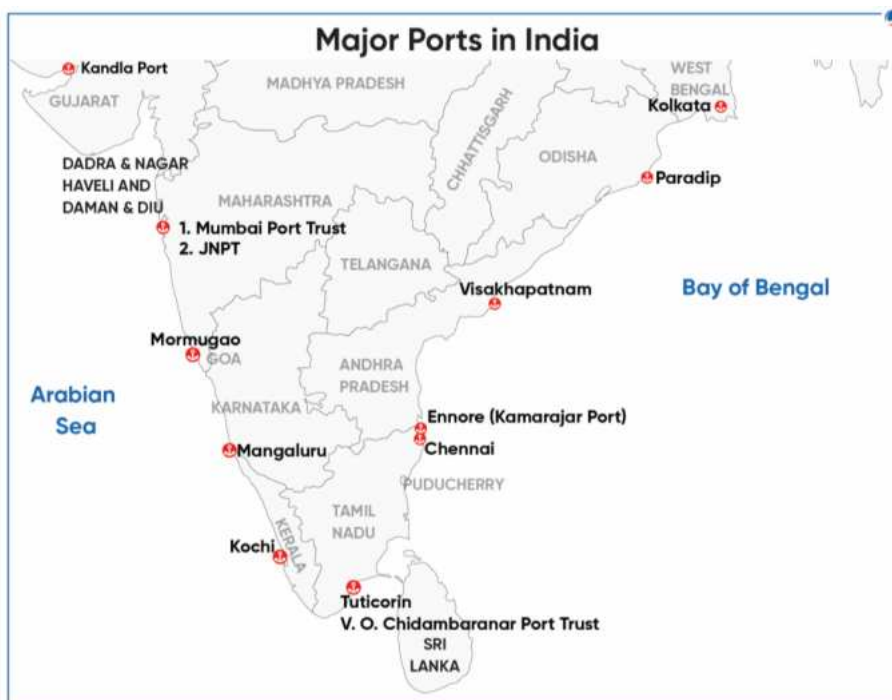 Major Ports in India
Kandla Port
GUJARAT
MADHYA PRADESH
WEST
BENGAL
Kolkata
CHHATTISGARH
ODISHA
Paradip
DADRA & NAGAR
HAVELI AND
DAMAN & DIU
MAHARASHTRA
1. Mumbai Port Trust
2. JNPT
TELANGANA
Visakhapatnam
Bay of Bengal
Mormugao
GOA
ANDHRA
PRADESH
Arabian
Sea
KARNATAKA
Ennore (Kamarajar Port)
Chennai
Mangaluru
PUDUCHERRY
TAMIL
NADU
KERALA
Kochi
Tuticorin
V. O. Chidambaranar Port Trust
SRI
LANKA